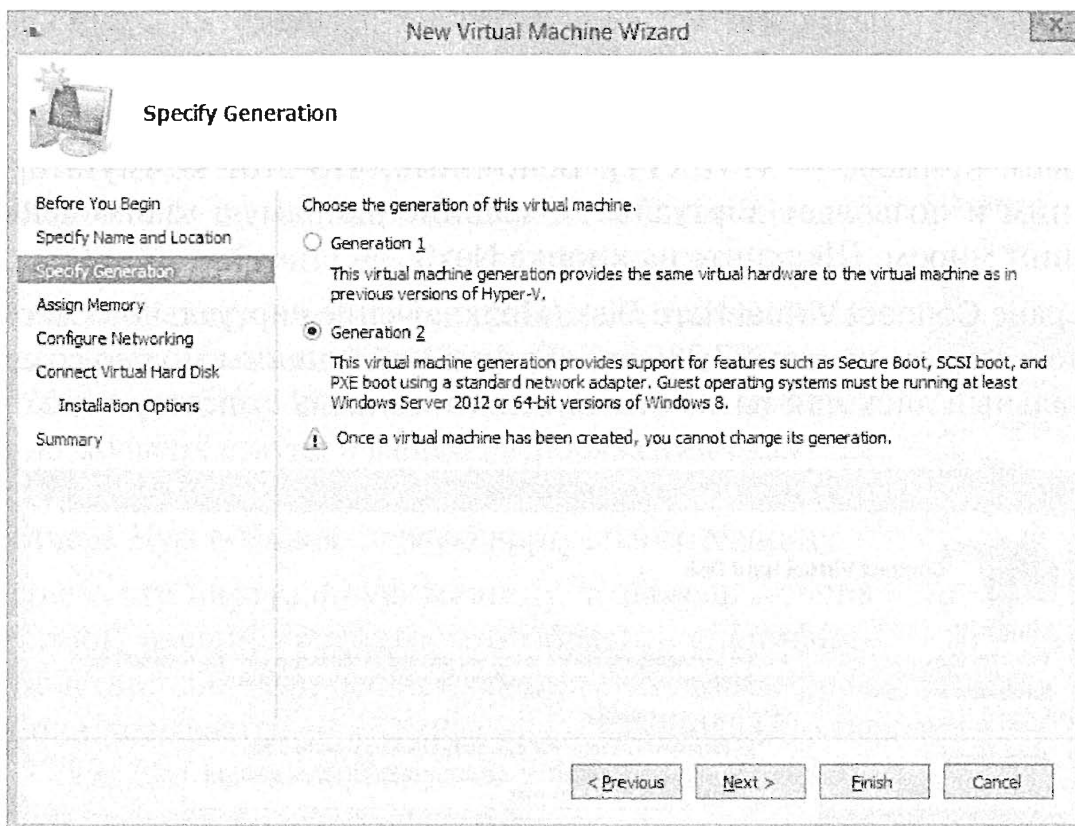 New Virtual Machine Wizard
Specify Generation
Before You Begin
Specify Name and Location
Specify Generation
Assign Memory
Configure Networking
Connect Virtual Hard Disk
Installation Options
Summary
Choose the generation of this virtual machine.
Generation 1
This virtual machine generation provides the same virtual hardware to the virtual machine as in
previous versions of Hyper-V.
Generation 2
This virtual machine generation provides support for features such as Secure Boot, SCSI boot, and
PXE boot using a standard network adapter. Guest operating systems must be running at least
Windows Server 2012 or 64-bit versions of Windows 8.
Once a virtual machine has been created, you cannot change its generation.
< Previous
Next >
Finish
Cancel